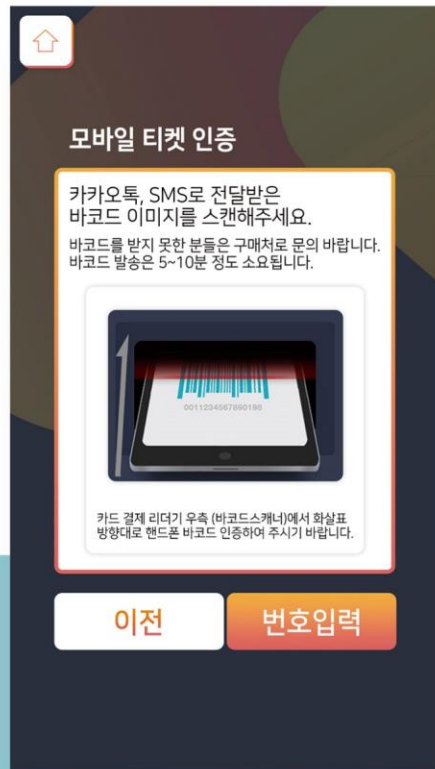 모바일 티켓 인증
카카오톡, SMS로 전달받은
바코드 이미지를 스캔해주세요.
바코드를 받지 못한 분들은 구매처로 문의 바랍니다.
바코드 발송은 5~10분 정도 소요됩니다.
0011234567890198
카드 결제 리더기 우측 (바코드스캐너)에서 화살표
방향대로 핸드폰 바코드 인증하여 주시기 바랍니다.
이전
번호입력